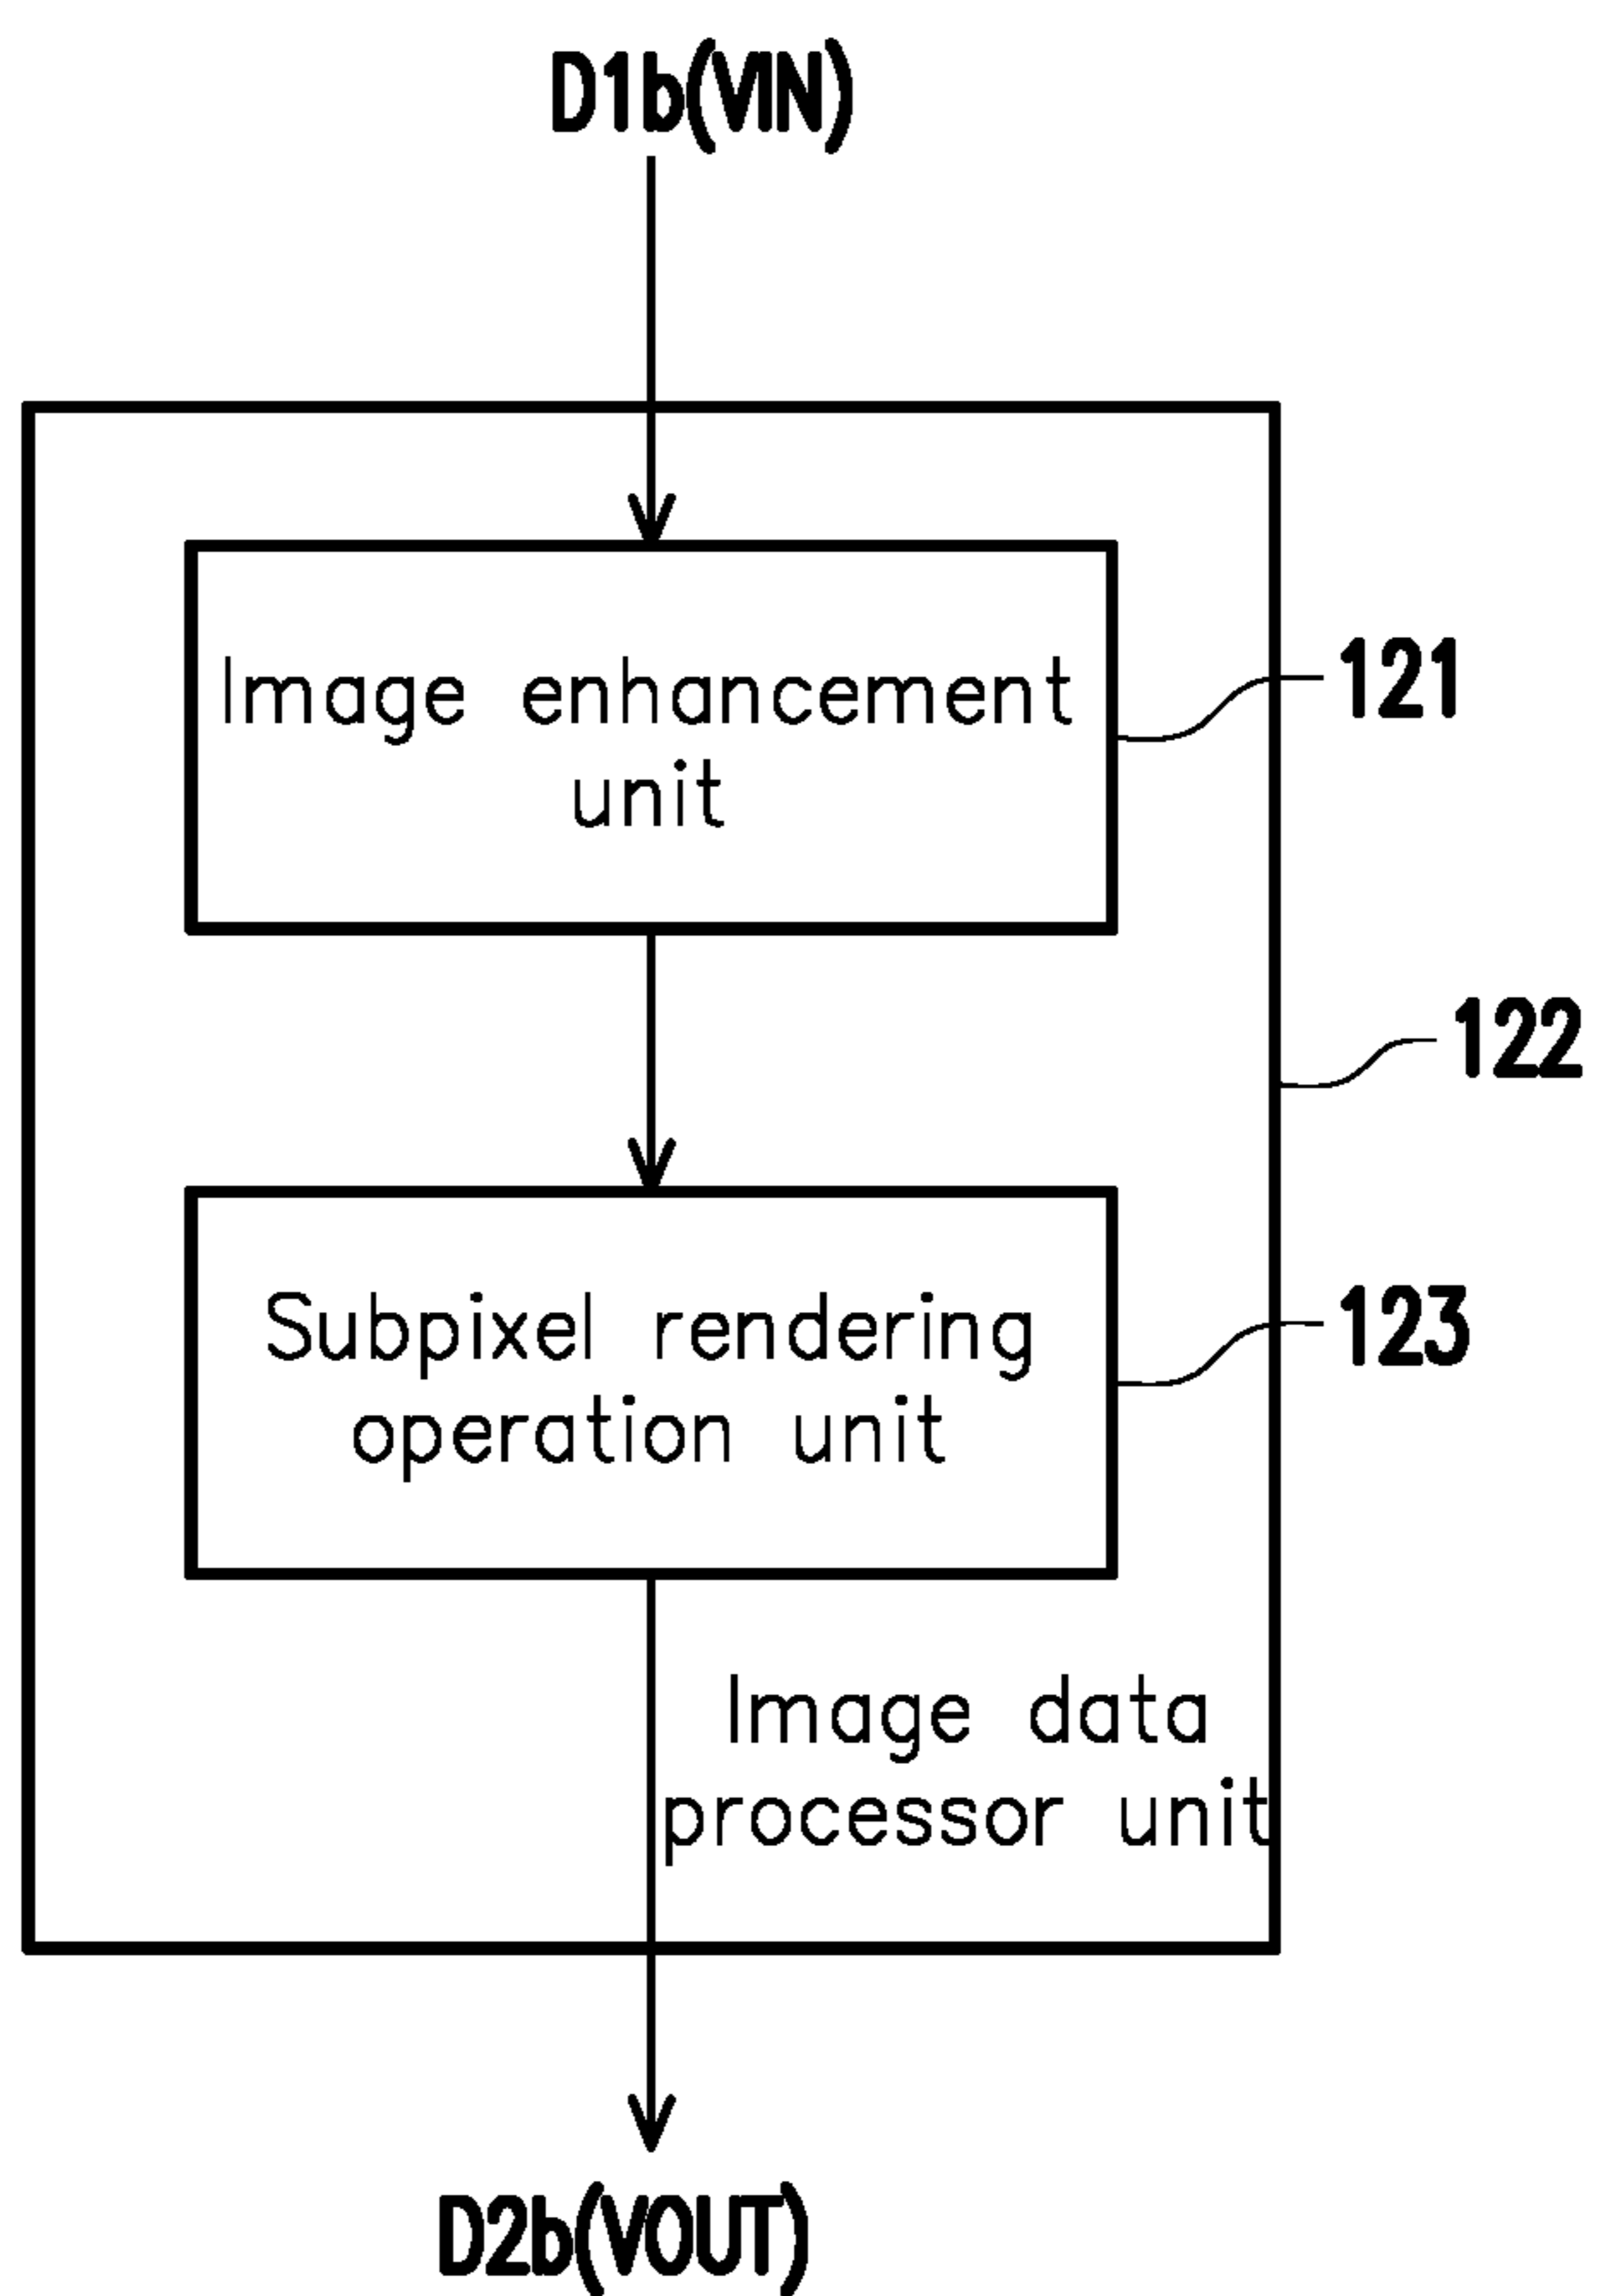 D1b(VIN)
Image enhancement
unit
121
122
Subpixel rendering
operation unit
123
Image data
processor unit
D2b(VOUT)